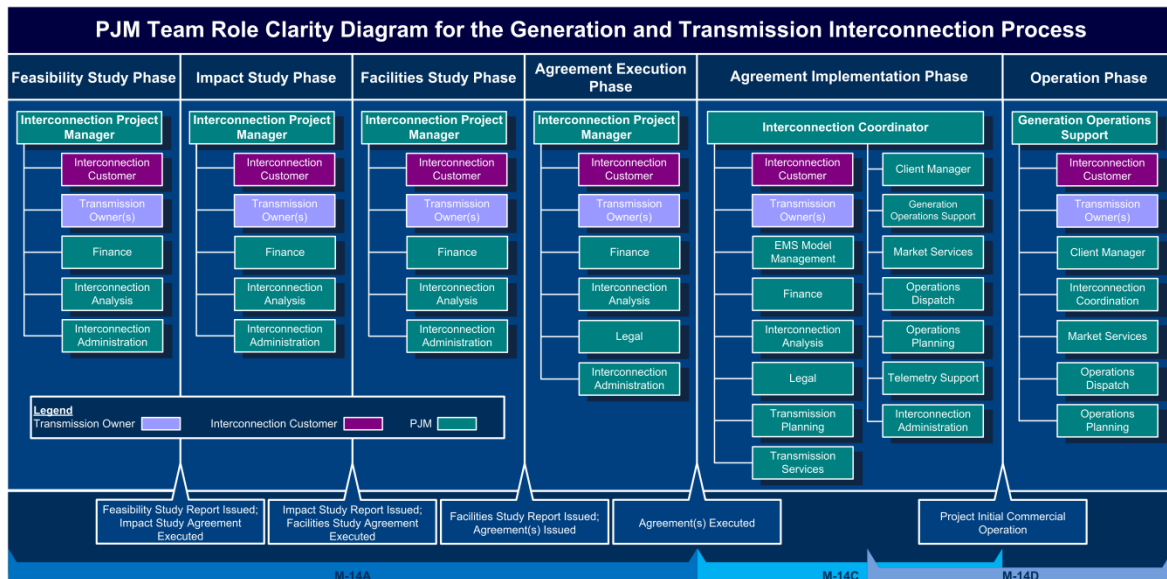 PJM Team Role Clarity Diagram for the Generation and Transmission Interconnection Process
Feasibility Study Phase
Impact Study Phase
Facilities Study Phase
Agreement Execution
Phase
Agreement Implementation Phase
Operation Phase
Interconnection Project
Manager
Interconnection
Customer
Transmission
Owner(s)
Finance
Interconnection
Analysis
Interconnection
Administration
Interconnection Project
Manager
Interconnection
Customer
Transmission
Owner(s)
Finance
Interconnection
Analysis
Interconnection
Administration
Interconnection Project
Manager
Interconnection
Customer
Transmission
Owner(s)
Finance
Interconnection
Analysis
Interconnection
Administration
Interconnection Project
Manager
Interconnection
Customer
Transmission
Owner(s)
Finance
Interconnection
Analysis
Legal
Interconnection
Administration
Interconnection Coordinator
Interconnection
Customer
Transmission
Owner(s)
EMS Model
Management
Finance
Interconnection
Analysis
Legal
Transmission
Planning
Transmission
Services
Client Manager
Generation
Operations Support
Market Services
Operations
Dispatch
Operations
Planning
Telemetry Support
Interconnection
Administration
Generation Operations
Support
Interconnection
Customer
Transmission
Owner(s)
Client Manager
Interconnection
Coordination
Market Services
Operations
Dispatch
Operations
Planning
Legend
Transmission Owner
Interconnection Customer
PJM
Feasibility Study Report Issued;
Impact Study Agreement
Executed
Impact Study Report Issued;
Facilities Study Agreement
Executed
Facilities Study Report Issued;
Agreement(s) Issued
Agreement(s) Executed
Project Initial Commercial
Operation
M-14A
M-14C
M-14D